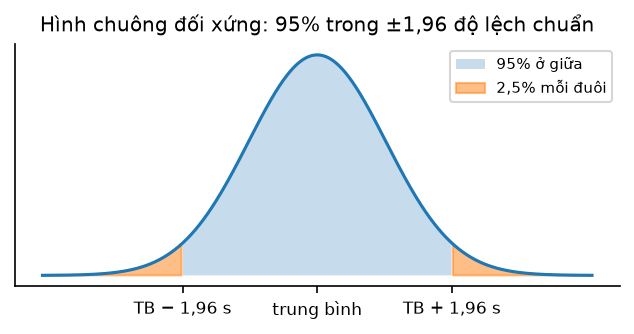 Hình chuông đối xứng: 95% trong ±1,96 độ lệch chuẩn
95% ở giữa
2,5% mỗi đuôi
TB − 1,96 s
trung bình
TB + 1,96 s